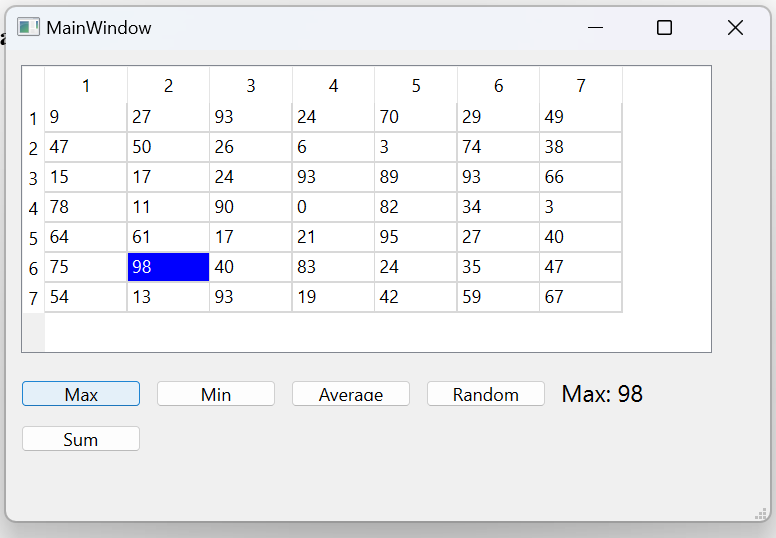 MainWindow
1 2 3 4 5 6 7
1 9 27 93 24 70 29 49
2 47 50 26 6 3 74 38
3 15 17 24 93 89 93 66
4 78 11 90 0 82 34 3
5 64 61 17 21 95 27 40
6 75 98 40 83 24 35 47
7 54 13 93 19 42 59 67
Max Min Average Random Max: 98
Sum